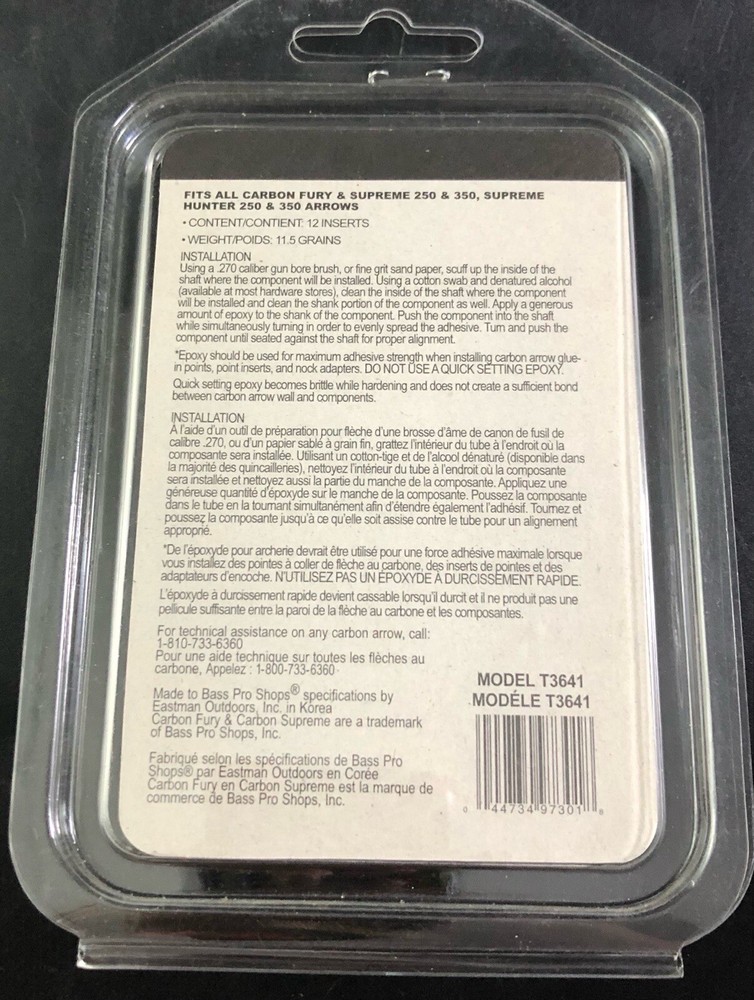 FITS ALL CARBON FURY & SUPREME 250 & 350, SUPREME
HUNTER 250 & 350 ARROWS
• CONTENT/CONTIENT: 12 INSERTS
• WEIGHT/POIDS: 11.5 GRAINS
INSTALLATION
Using a .270 caliber gun bore brush, or fine grit sand paper, scuff up the inside of the
shaft where the component will be installed. Using a cotton swab and denatured alcohol
(available at most hardware stores), clean the inside of the shaft where the component
will be installed and clean the shank portion of the component as well. Apply a generous
amount of epoxy to the shank of the component. Push the component into the shaft
while simultaneously turning in order to evenly spread the adhesive. Turn and push the
component until seated against the shaft for proper alignment.
*Epoxy should be used for maximum adhesive strength when installing carbon arrow glue-
in points, point inserts, and nock adapters. DO NOT USE A QUICK SETTING EPOXY.
Quick setting epoxy becomes brittle while hardening and does not create a sufficient bond
between carbon arrow wall and components.
INSTALLATION
À l'aide d'un outil de préparation pour flèche d'une brosse d'âme de canon de fusil de
calibre .270, ou d'un papier sablé à grain fin, grattez l'intérieur du tube à l'endroit où la
composante sera installée. Utilisant un cotton-tige et de l'alcool dénaturé (disponible dans
la majorité des quincailleries), nettoyez l'intérieur du tube à l'endroit où la composante
sera installée et nettoyez aussi la partie du manche de la composante. Appliquez une
généreuse quantité d'époxyde sur le manche de la composante. Poussez la composante
dans le tube en la tournant simultanément afin d'étendre également l'adhésif. Tournez et
poussez la composante jusqu'à ce qu'elle soit assise contre le tube pour un alignement
approprié.
*De l'époxyde pour archerie devrait être utilisé pour une force adhésive maximale lorsque
vous installez des pointes à coller de flèche au carbone, des inserts de pointes et des
adaptateurs d'encoche. N'UTILISEZ PAS UN ÉPOXYDE À DURCISSEMENT RAPIDE.
L'époxyde à durcissement rapide devient cassable lorsqu'il durcit et il ne produit pas une
pellicule suffisante entre la paroi de la flèche au carbone et les composantes.
For technical assistance on any carbon arrow, call:
1-810-733-6360
Pour une aide technique sur toutes les flèches au
carbone, Appelez : 1-800-733-6360
Made to Bass Pro Shops® specifications by
Eastman Outdoors, Inc. in Korea
Carbon Fury & Carbon Supreme are a trademark
of Bass Pro Shops, Inc.
Fabriqué selon les spécifications de Bass Pro
Shops® par Eastman Outdoors en Corée
Carbon Fury en Carbon Supreme est la marque de
commerce de Bass Pro Shops, Inc.
MODEL T3641
MODÉLE T3641
0 44734 97301 8